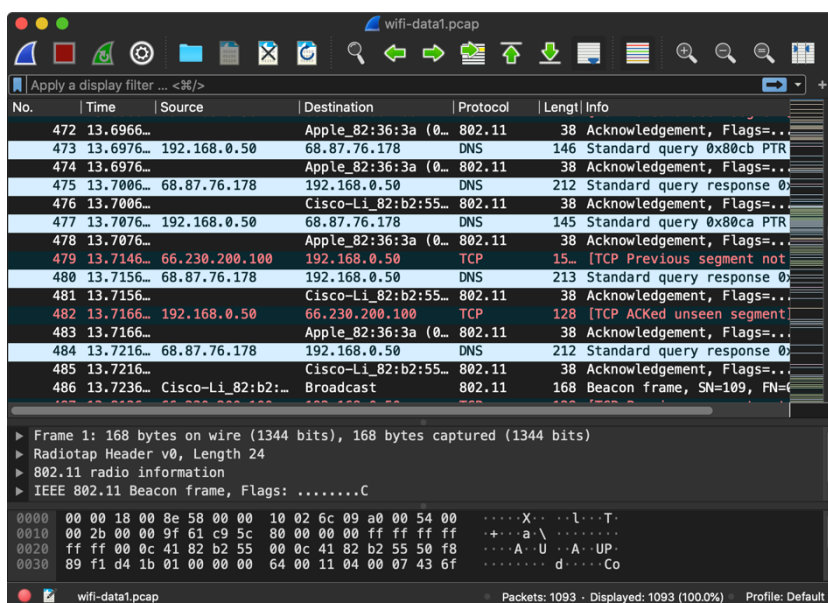 wifi-data1.pcap
Apply a display filter ... <⌘/>
No. Time Source Destination Protocol Lengt Info
472 13.6966… Apple_82:36:3a (0… 802.11 38 Acknowledgement, Flags=...
473 13.6976… 192.168.0.50 68.87.76.178 DNS 146 Standard query 0x80cb PTR
474 13.6976… Apple_82:36:3a (0… 802.11 38 Acknowledgement, Flags=...
475 13.7006… 68.87.76.178 192.168.0.50 DNS 212 Standard query response 0x
476 13.7006… Cisco-Li_82:b2:55… 802.11 38 Acknowledgement, Flags=...
477 13.7076… 192.168.0.50 68.87.76.178 DNS 145 Standard query 0x80ca PTR
478 13.7076… Apple_82:36:3a (0… 802.11 38 Acknowledgement, Flags=...
479 13.7146… 66.230.200.100 192.168.0.50 TCP 15… [TCP Previous segment not
480 13.7156… 68.87.76.178 192.168.0.50 DNS 213 Standard query response 0x
481 13.7156… Cisco-Li_82:b2:55… 802.11 38 Acknowledgement, Flags=...
482 13.7166… 192.168.0.50 66.230.200.100 TCP 128 [TCP ACKed unseen segment]
483 13.7166… Apple_82:36:3a (0… 802.11 38 Acknowledgement, Flags=...
484 13.7216… 68.87.76.178 192.168.0.50 DNS 212 Standard query response 0x
485 13.7216… Cisco-Li_82:b2:55… 802.11 38 Acknowledgement, Flags=...
486 13.7236… Cisco-Li_82:b2:… Broadcast 802.11 168 Beacon frame, SN=109, FN=0
Frame 1: 168 bytes on wire (1344 bits), 168 bytes captured (1344 bits)
Radiotap Header v0, Length 24
802.11 radio information
IEEE 802.11 Beacon frame, Flags: ........C
0000 00 00 18 00 8e 58 00 00 10 02 6c 09 a0 00 54 00 ·····X·· ··l···T·
0010 00 2b 00 00 9f 61 c9 5c 80 00 00 00 ff ff ff ff ·+···a·\ ········
0020 ff ff 00 0c 41 82 b2 55 00 0c 41 82 b2 55 50 f8 ····A··U ··A··UP·
0030 89 f1 d4 1b 01 00 00 00 64 00 11 04 00 07 43 6f ········ d·····Co
wifi-data1.pcap Packets: 1093 · Displayed: 1093 (100.0%) Profile: Default